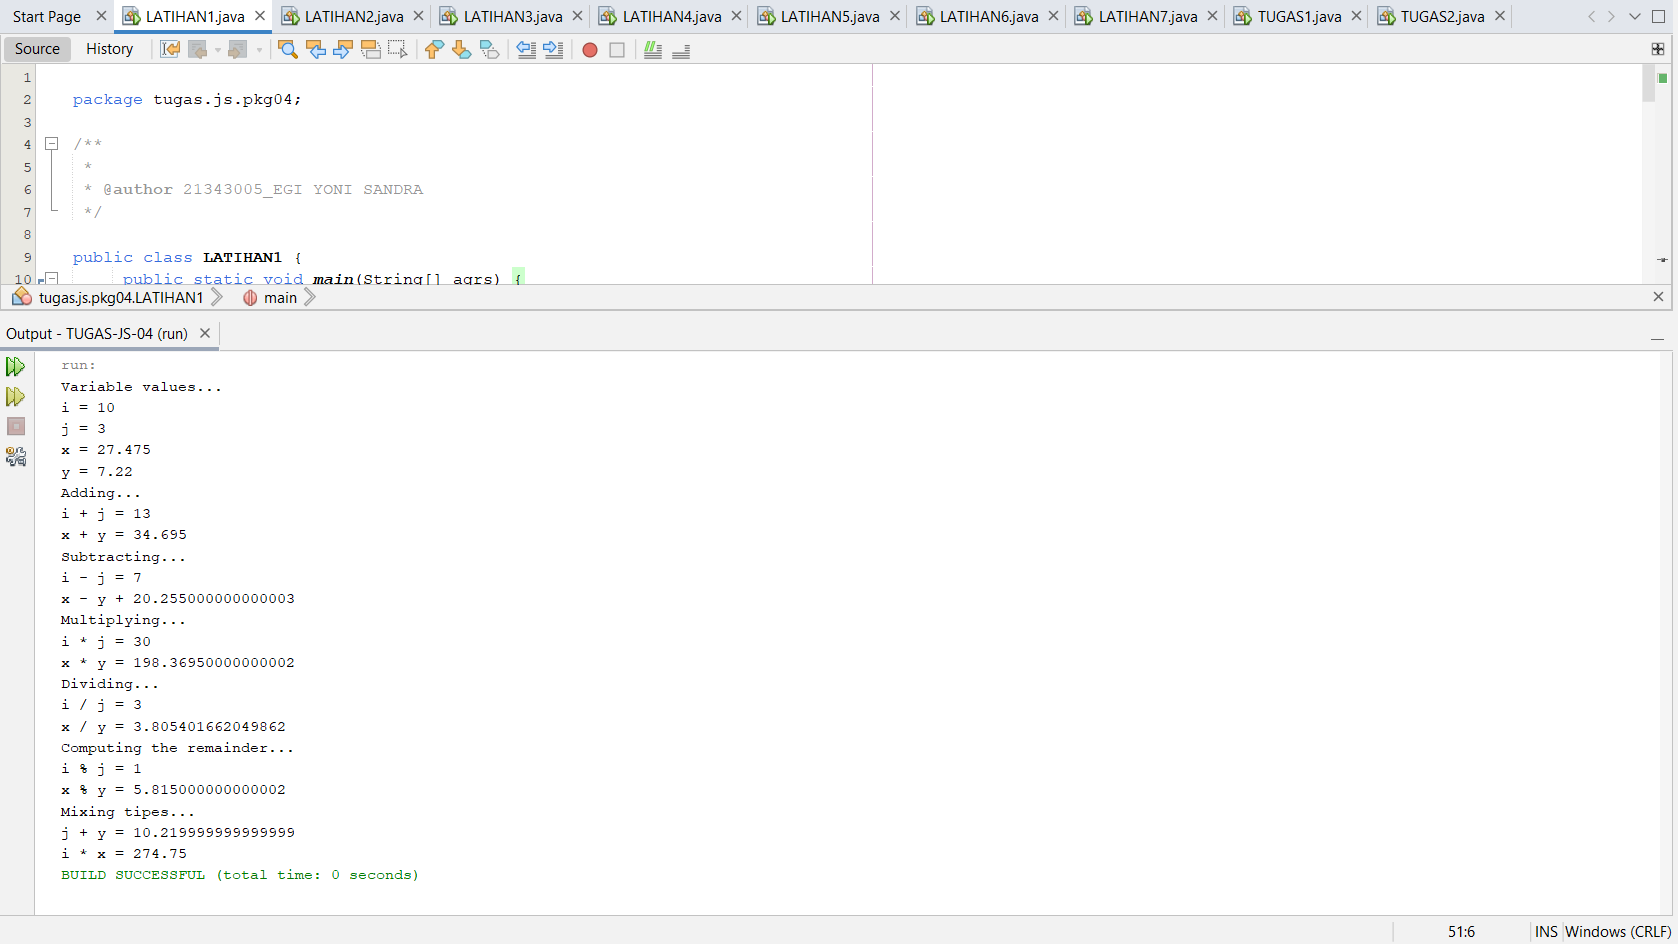 Start Page LATIHAN1.java LATIHAN2.java LATIHAN3.java LATIHAN4.java LATIHAN5.java LATIHAN6.java LATIHAN7.java TUGAS1.java TUGAS2.java
Source History
1
2 package tugas.js.pkg04;
3
4 /**
5 *
6 * @author 21343005_EGI YONI SANDRA
7 */
8
9 public class LATIHAN1 {
10 public static void main(String[] agrs) {
tugas.js.pkg04.LATIHAN1 main
Output - TUGAS-JS-04 (run)
run:
Variable values...
i = 10
j = 3
x = 27.475
y = 7.22
Adding...
i + j = 13
x + y = 34.695
Subtracting...
i - j = 7
x - y + 20.255000000000003
Multiplying...
i * j = 30
x * y = 198.36950000000002
Dividing...
i / j = 3
x / y = 3.805401662049862
Computing the remainder...
i % j = 1
x % y = 5.815000000000002
Mixing tipes...
j + y = 10.219999999999999
i * x = 274.75
BUILD SUCCESSFUL (total time: 0 seconds)
51:6 INS Windows (CRLF)